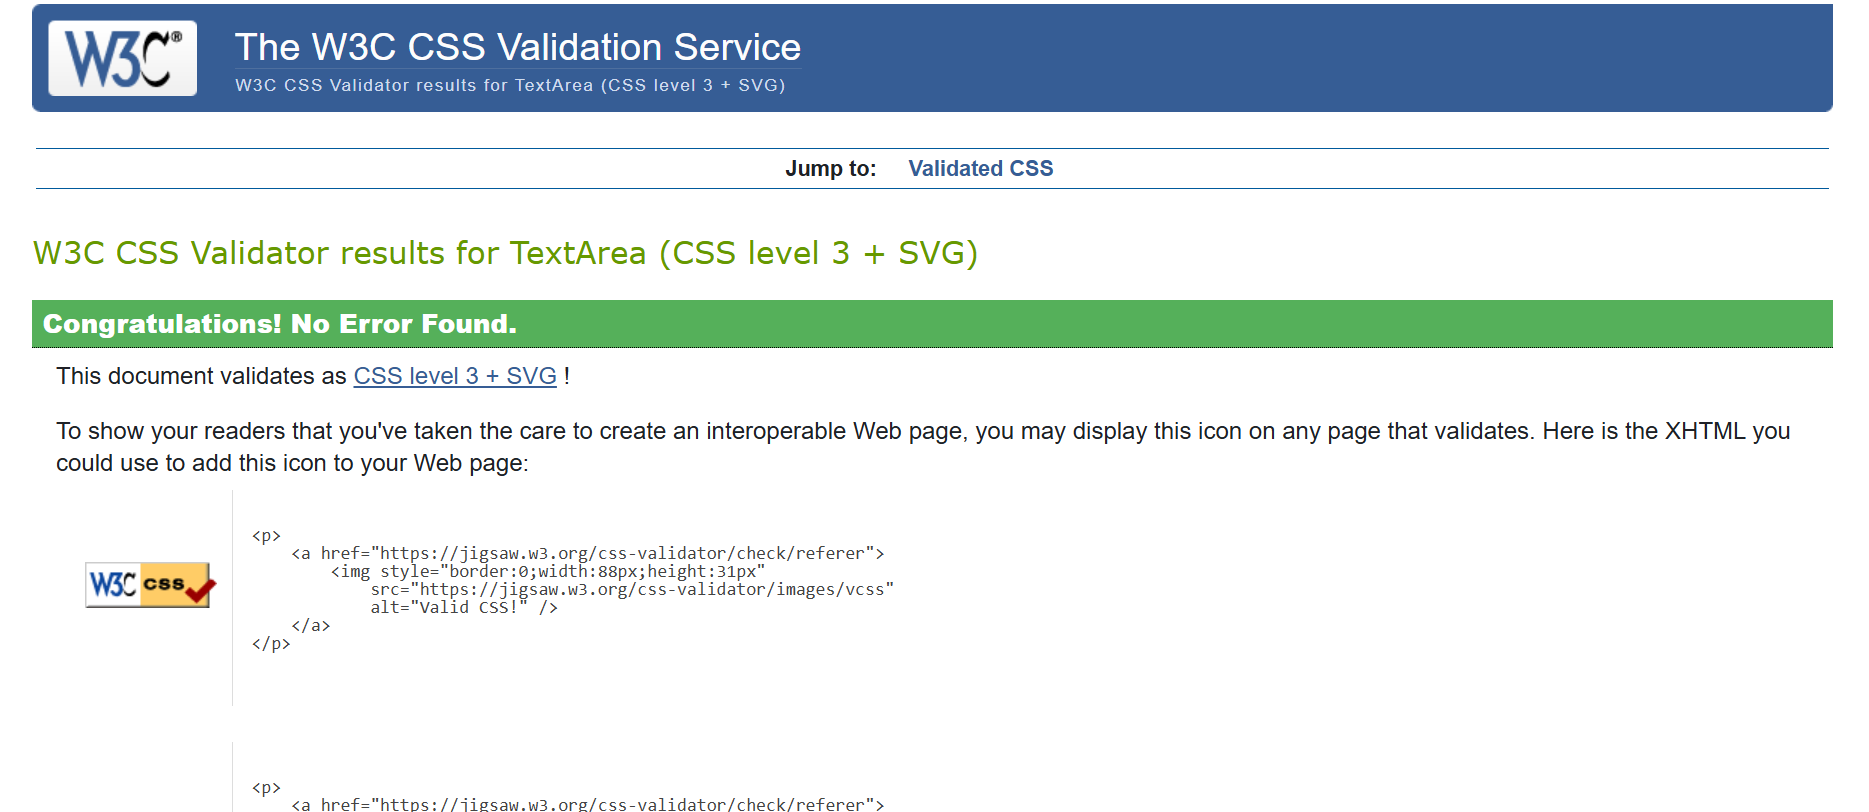 W3C®
The W3C CSS Validation Service
W3C CSS Validator results for TextArea (CSS level 3 + SVG)
Jump to: Validated CSS
W3C CSS Validator results for TextArea (CSS level 3 + SVG)
Congratulations! No Error Found.
This document validates as CSS level 3 + SVG !
To show your readers that you've taken the care to create an interoperable Web page, you may display this icon on any page that validates. Here is the XHTML you
could use to add this icon to your Web page:
<p>
    <a href="https://jigsaw.w3.org/css-validator/check/referer">
        <img style="border:0;width:88px;height:31px"
            src="https://jigsaw.w3.org/css-validator/images/vcss"
            alt="Valid CSS!" />
    </a>
</p>
W3C css
<p>
    <a href="https://jigsaw.w3.org/css-validator/check/referer">